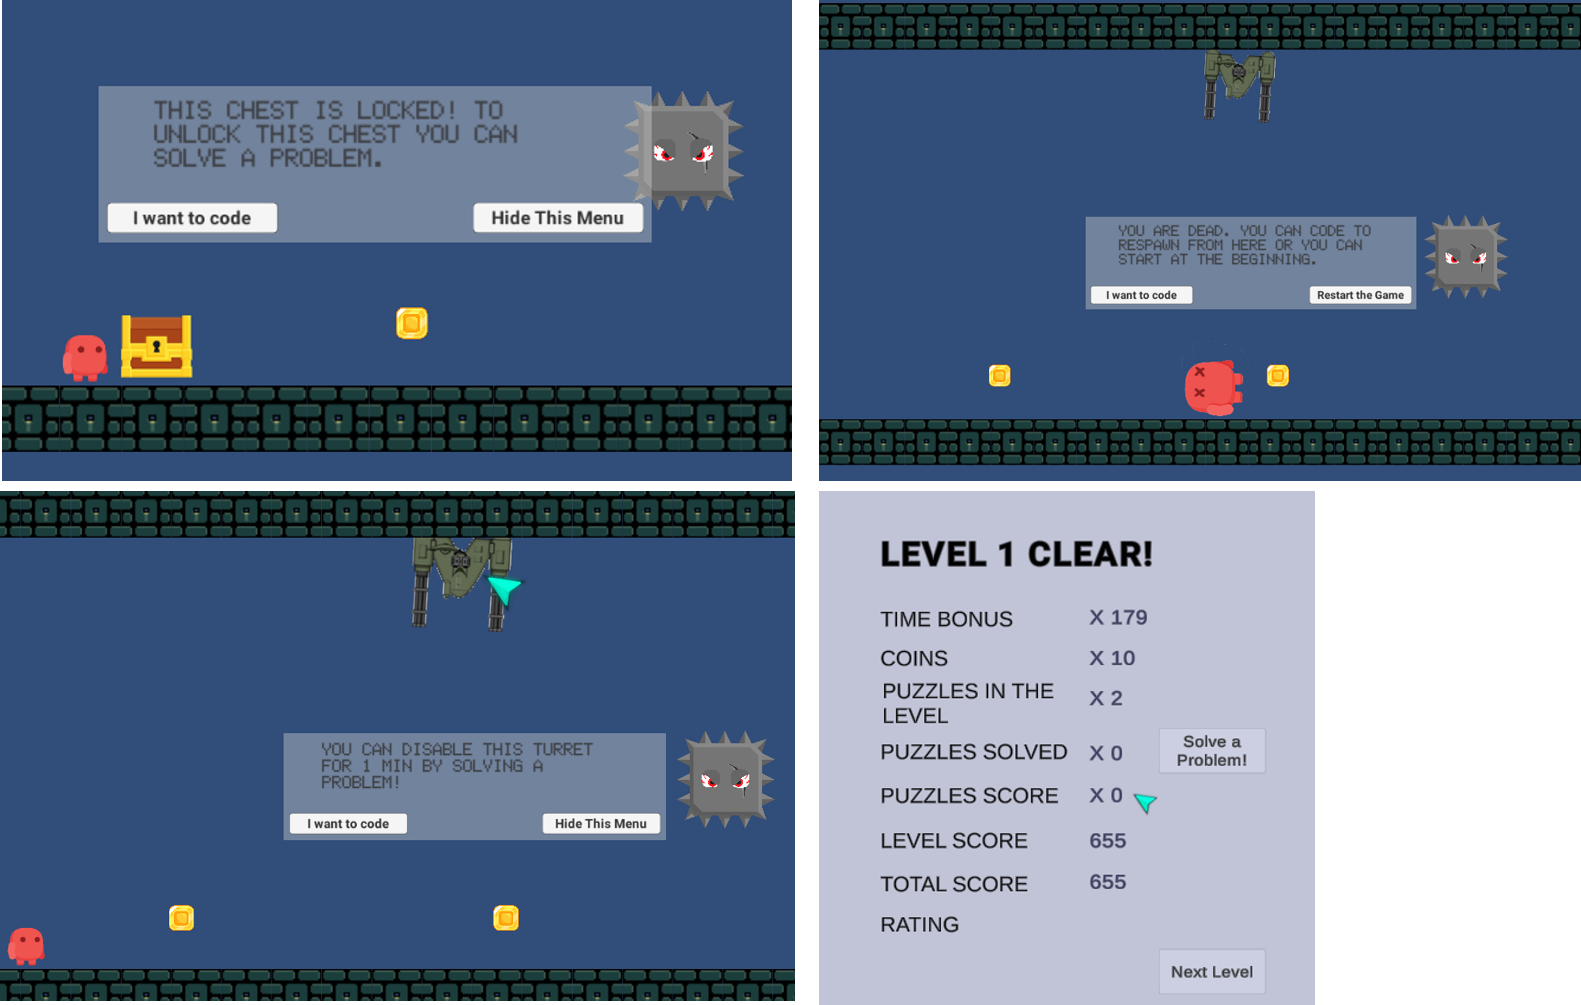 THIS CHEST IS LOCKED! TO
UNLOCK THIS CHEST YOU CAN
SOLVE A PROBLEM.
I want to code
Hide This Menu
YOU ARE DEAD. YOU CAN CODE TO
RESPAWN FROM HERE OR YOU CAN
START AT THE BEGINNING.
I want to code
Restart the Game
YOU CAN DISABLE THIS TURRET
FOR 1 MIN BY SOLVING A
PROBLEM!
I want to code
Hide This Menu
LEVEL 1 CLEAR!
TIME BONUS X 179
COINS X 10
PUZZLES IN THE
LEVEL X 2
PUZZLES SOLVED X 0
Solve a
Problem!
PUZZLES SCORE X 0
LEVEL SCORE 655
TOTAL SCORE 655
RATING
Next Level